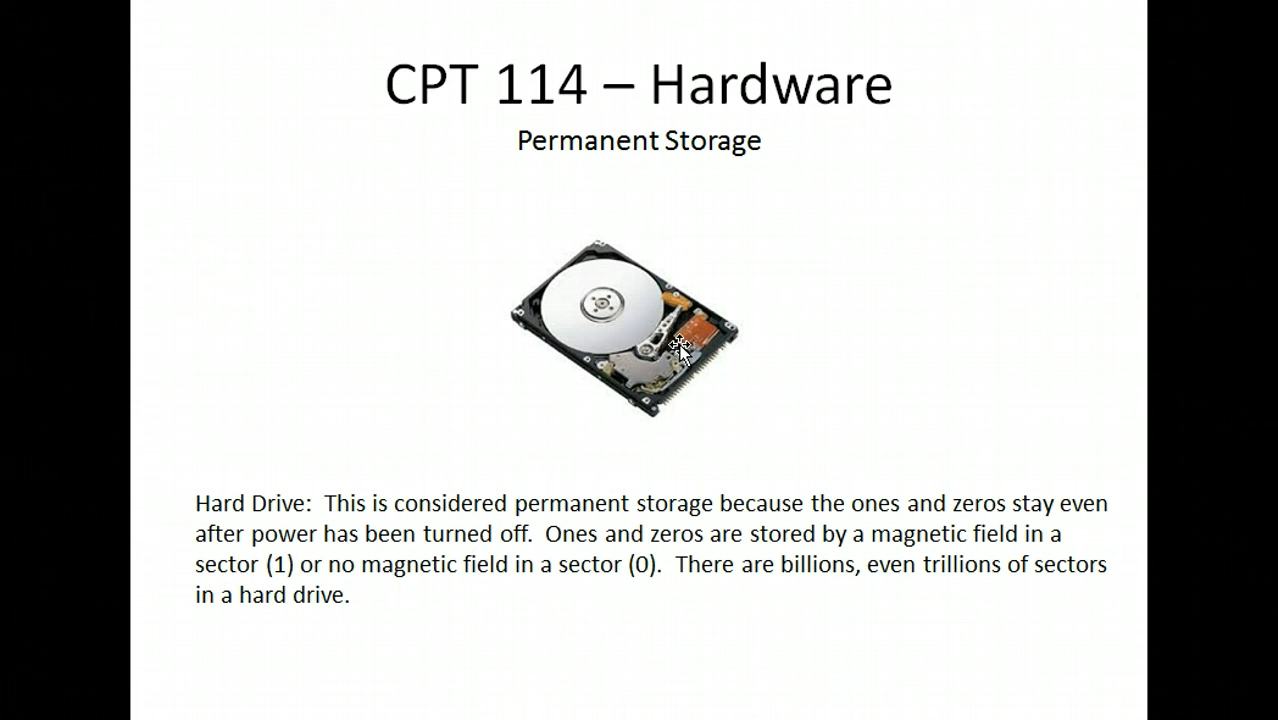 CPT 114 – Hardware
Permanent Storage
Hard Drive:  This is considered permanent storage because the ones and zeros stay even
after power has been turned off.  Ones and zeros are stored by a magnetic field in a
sector (1) or no magnetic field in a sector (0).  There are billions, even trillions of sectors
in a hard drive.